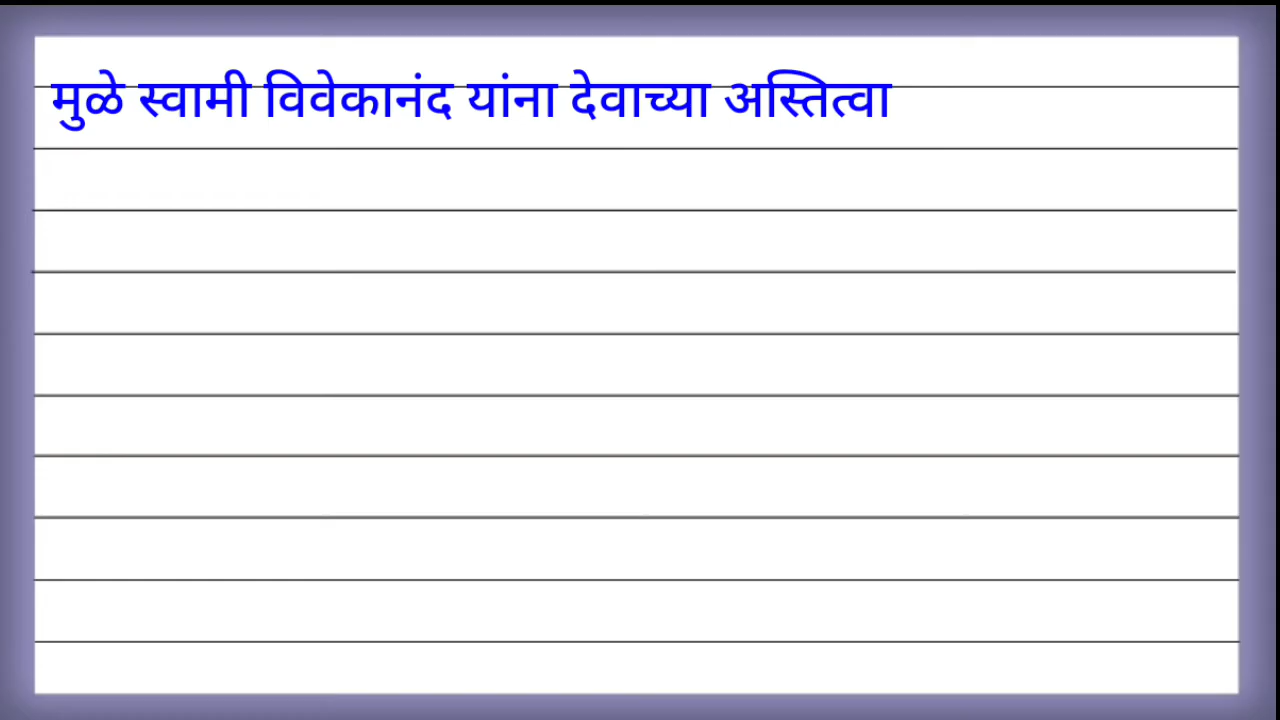 मुळे स्वामी विवेकानंद यांना देवाच्या अस्तित्वा